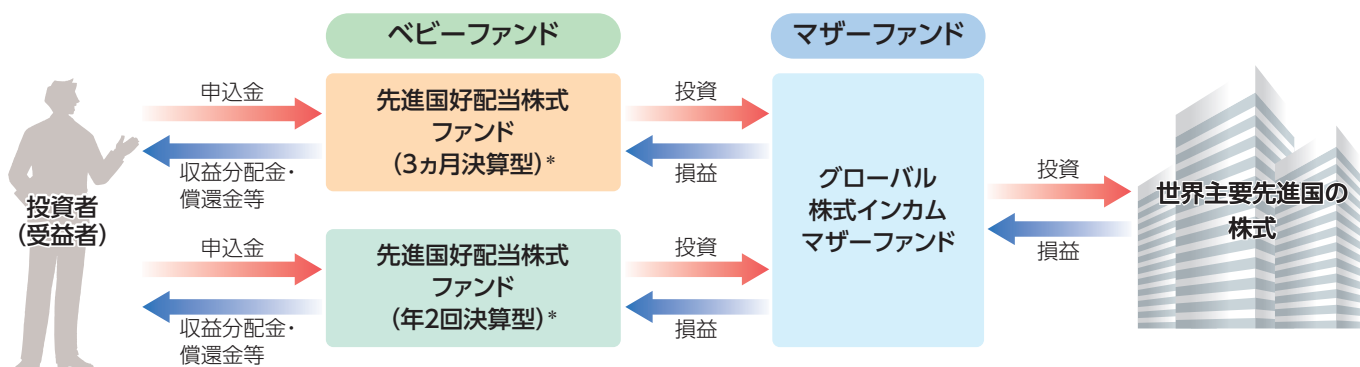 ベビーファンド
マザーファンド
投資者
(受益者)
申込金
収益分配金・
償還金等
先進国好配当株式
ファンド
(3ヵ月決算型)*
投資
損益
申込金
収益分配金・
償還金等
先進国好配当株式
ファンド
(年2回決算型)*
投資
損益
グローバル
株式インカム
マザーファンド
投資
損益
世界主要先進国の
株式